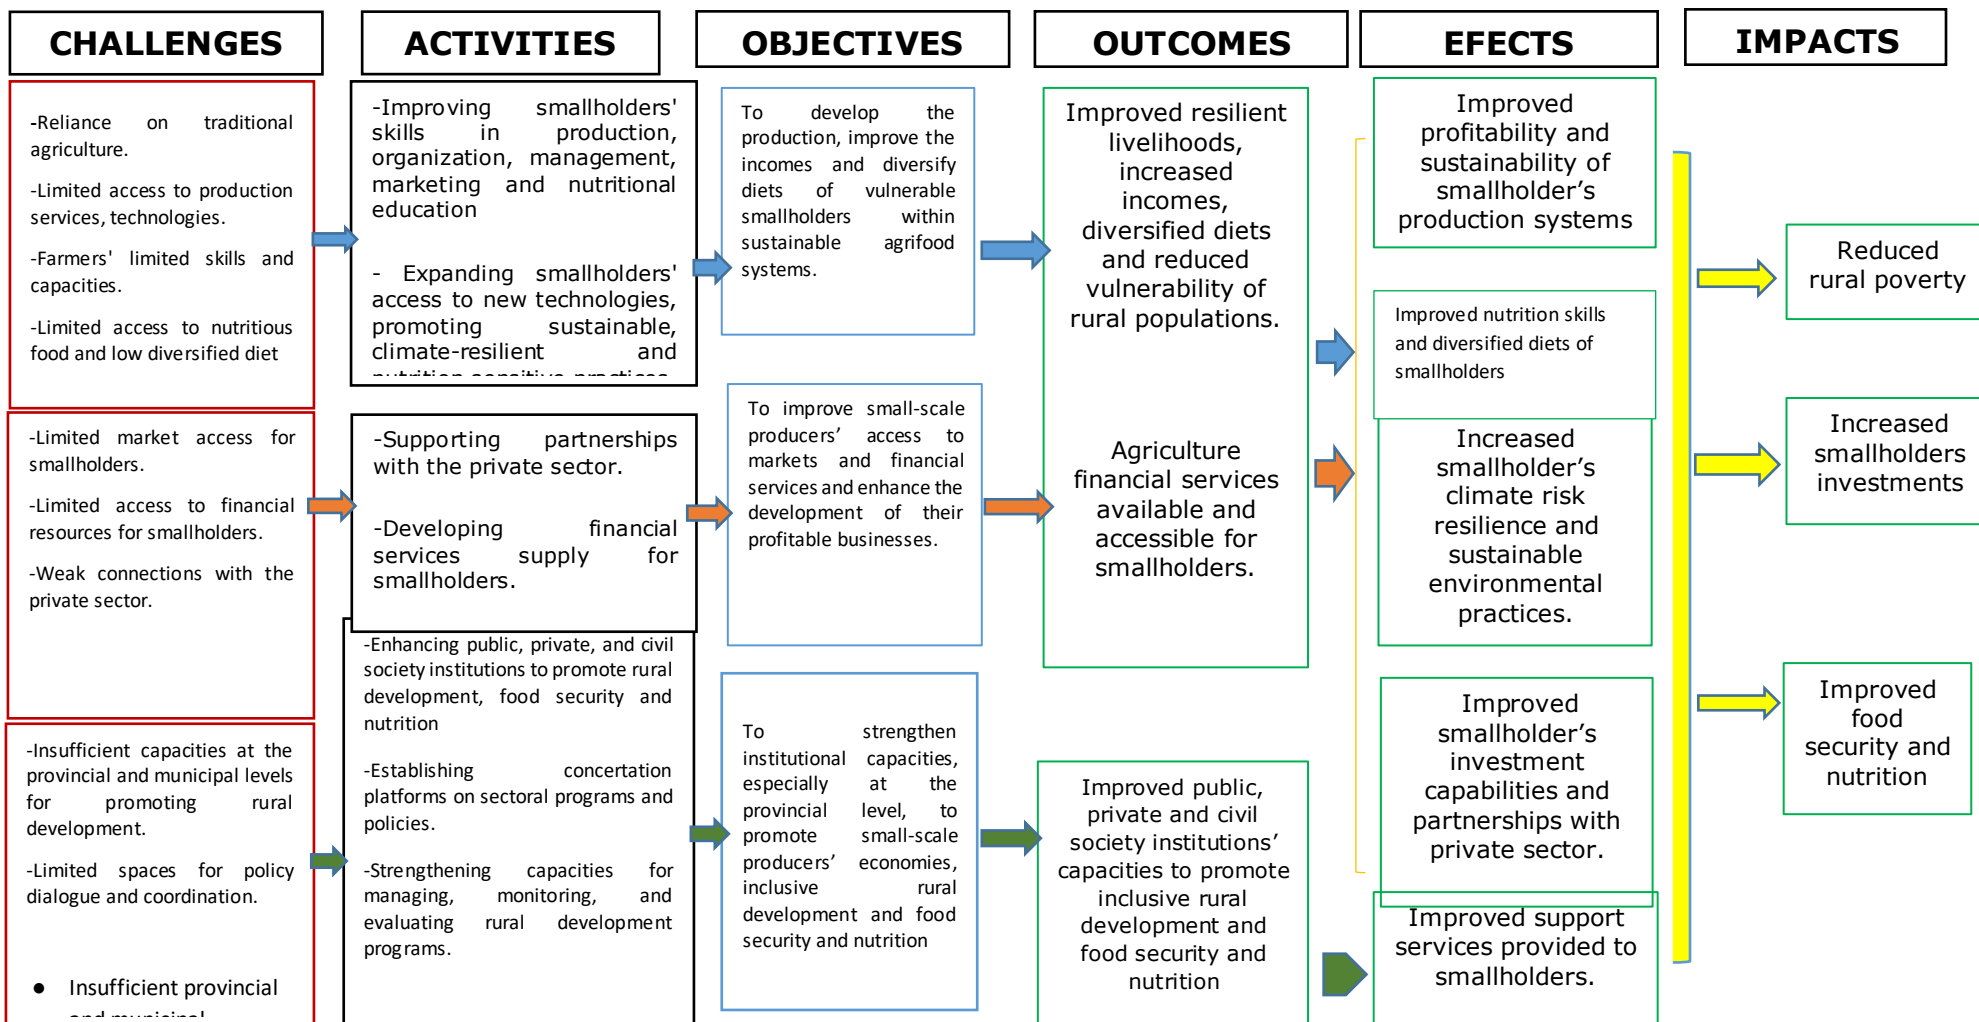 CHALLENGES
ACTIVITIES
OBJECTIVES
OUTCOMES
EFECTS
IMPACTS
-Reliance on traditional
agriculture.
-Limited access to production
services, technologies.
-Farmers' limited skills and
capacities.
-Limited access to nutritious
food and low diversified diet
-Limited market access for
smallholders.
-Limited access to financial
resources for smallholders.
-Weak connections with the
private sector.
-Insufficient capacities at the
provincial and municipal levels
for promoting rural
development.
-Limited spaces for policy
dialogue and coordination.
● Insufficient provincial
and municipal
-Improving smallholders'
skills in production,
organization, management,
marketing and nutritional
education
- Expanding smallholders'
access to new technologies,
promoting sustainable,
climate-resilient and
nutrition-sensitive practices.
-Supporting partnerships
with the private sector.
-Developing financial
services supply for
smallholders.
-Enhancing public, private, and civil
society institutions to promote rural
development, food security and
nutrition
-Establishing concertation
platforms on sectoral programs and
policies.
-Strengthening capacities for
managing, monitoring, and
evaluating rural development
programs.
To develop the
production, improve the
incomes and diversify
diets of vulnerable
smallholders within
sustainable agrifood
systems.
To improve small-scale
producers’ access to
markets and financial
services and enhance the
development of their
profitable businesses.
To strengthen
institutional capacities,
especially at the
provincial level, to
promote small-scale
producers’ economies,
inclusive rural
development and food
security and nutrition
Improved resilient
livelihoods,
increased
incomes,
diversified diets
and reduced
vulnerability of
rural populations.
Agriculture
financial services
available and
accessible for
smallholders.
Improved public,
private and civil
society institutions’
capacities to promote
inclusive rural
development and
food security and
nutrition
Improved
profitability and
sustainability of
smallholder’s
production systems
Improved nutrition skills
and diversified diets of
smallholders
Increased
smallholder’s
climate risk
resilience and
sustainable
environmental
practices.
Improved
smallholder’s
investment
capabilities and
partnerships with
private sector.
Improved support
services provided to
smallholders.
Reduced
rural poverty
Increased
smallholders
investments
Improved
food
security and
nutrition